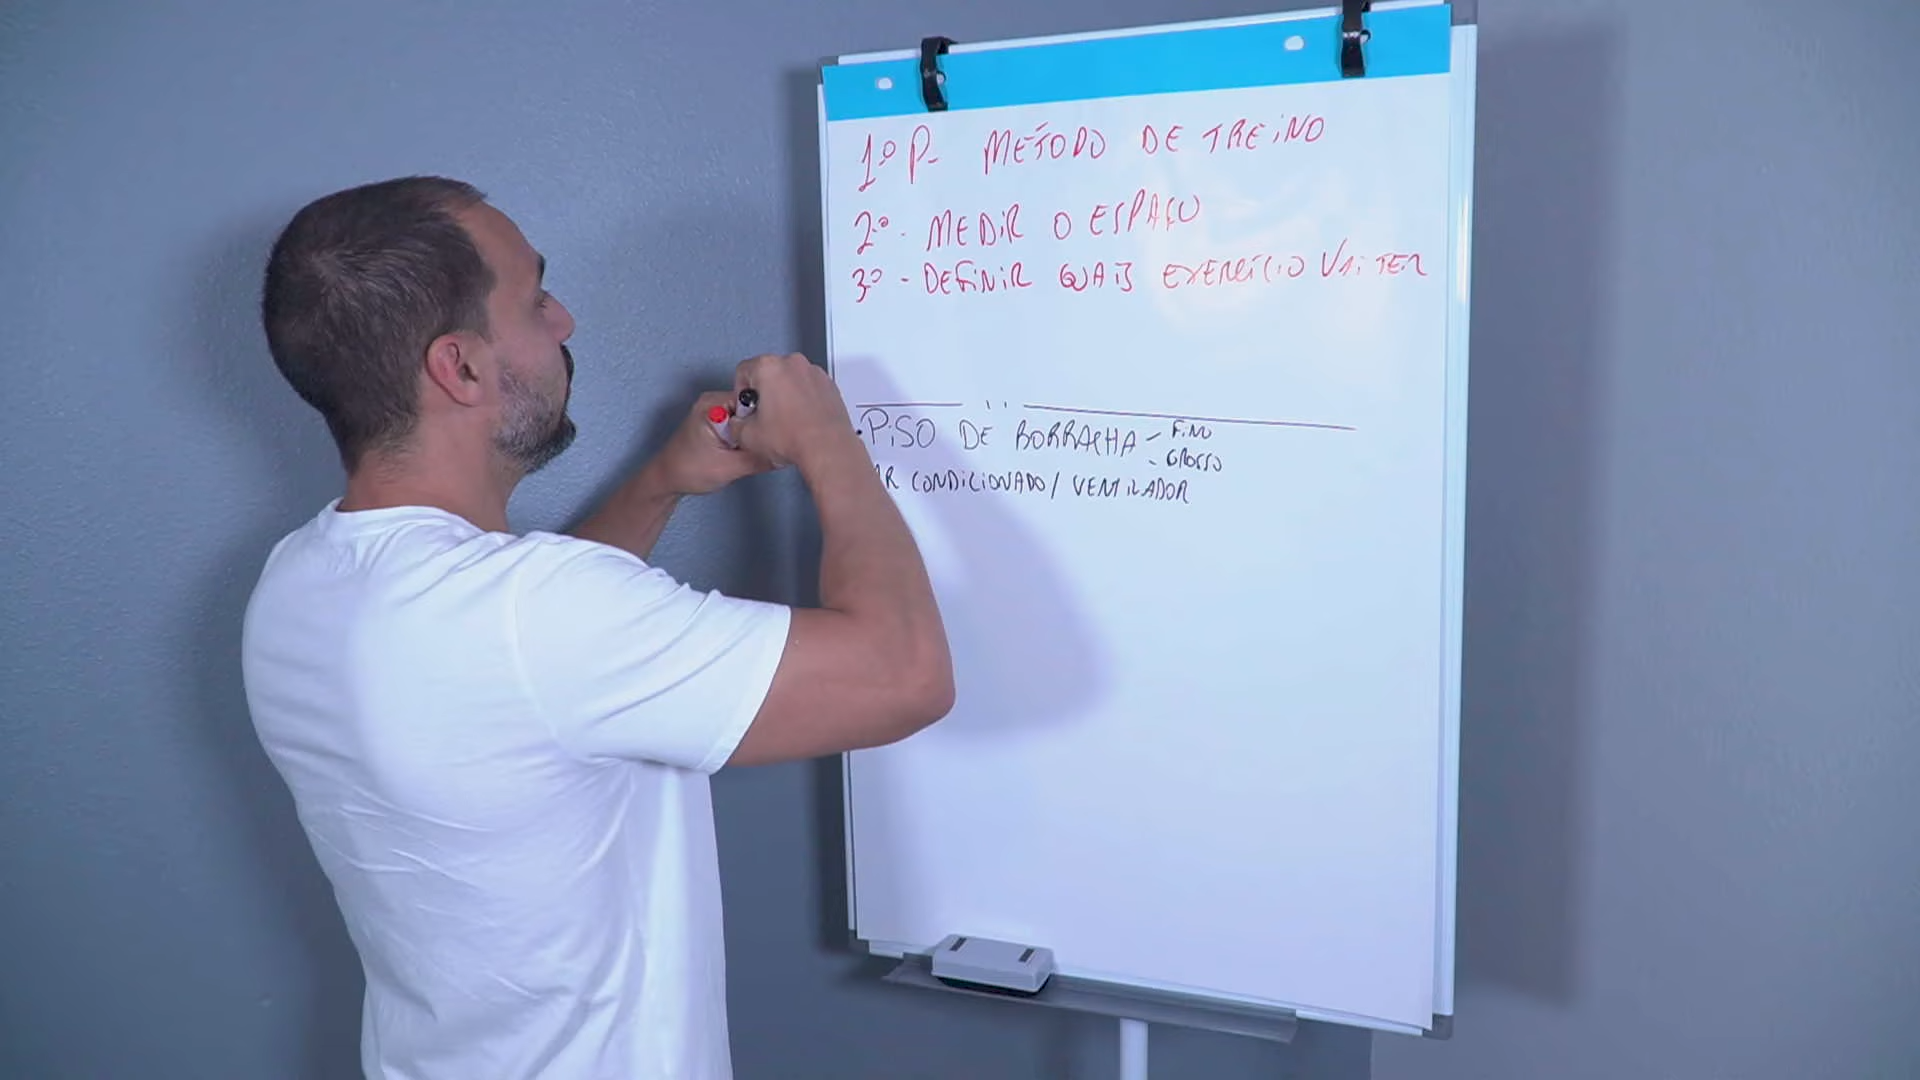 1º P- MÉTODO DE TREINO
2º - MEDIR O ESPAÇO
3º - DEFINIR QUAIS EXERCÍCIO VAI TER
• PISO DE BORRACHA - FINO
- GROSSO
AR CONDICIONADO / VENTILADOR